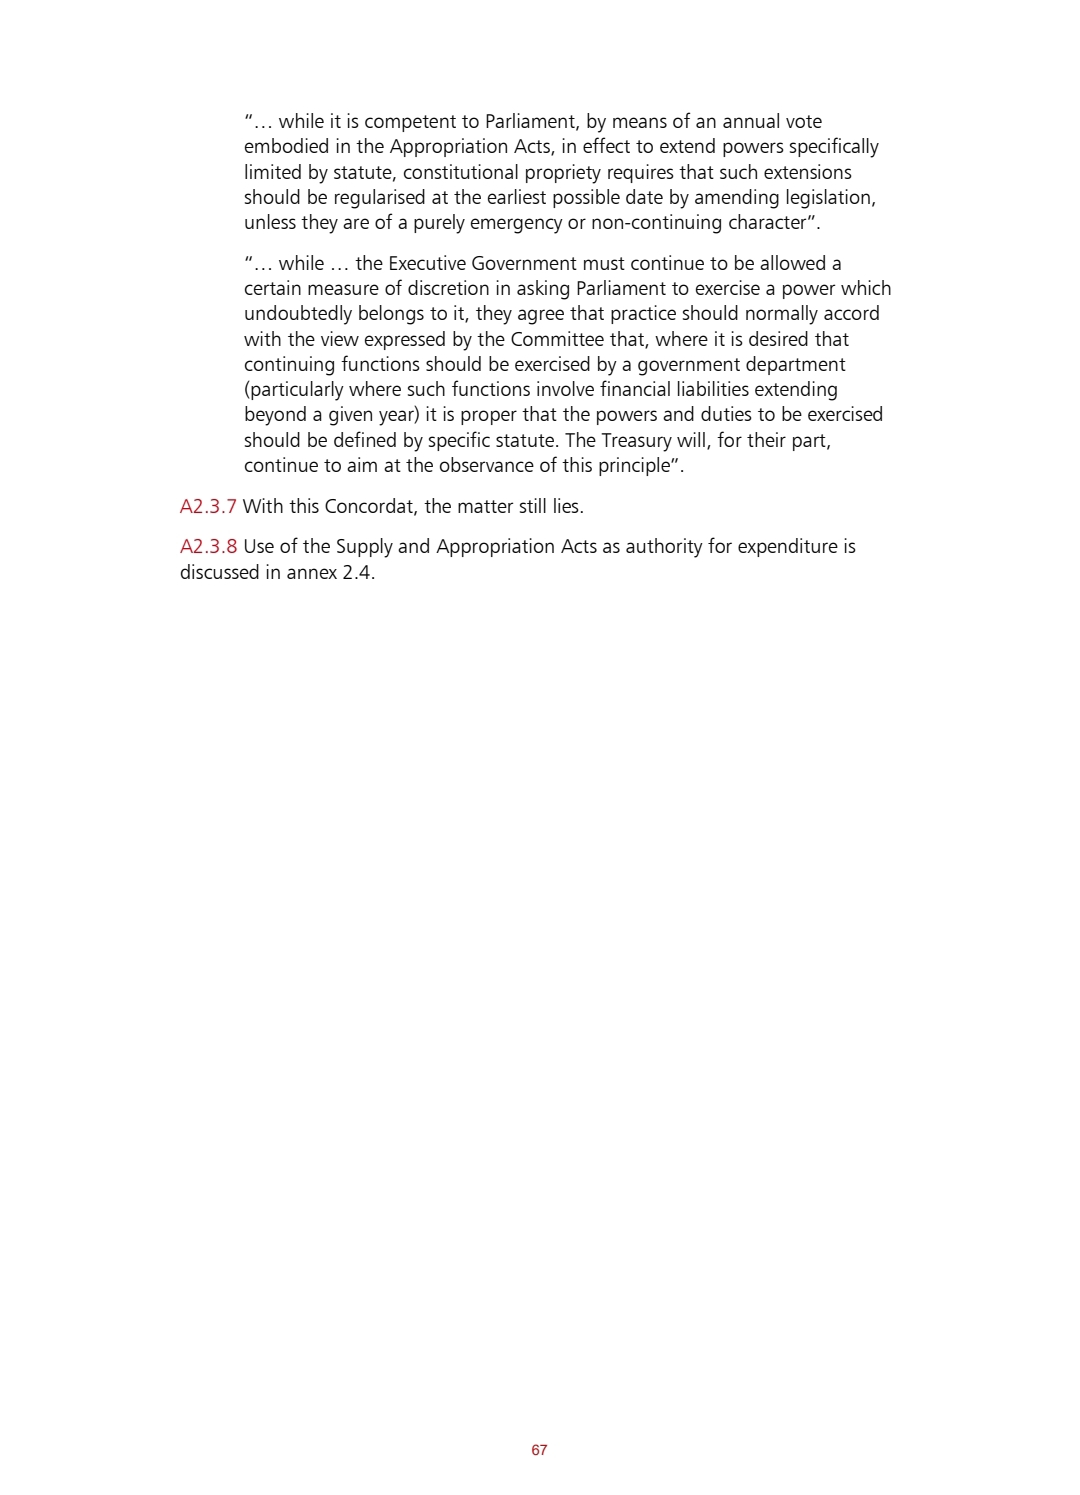 “… while it is competent to Parliament, by means of an annual vote
embodied in the Appropriation Acts, in effect to extend powers specifically
limited by statute, constitutional propriety requires that such extensions
should be regularised at the earliest possible date by amending legislation,
unless they are of a purely emergency or non-continuing character”.
“… while … the Executive Government must continue to be allowed a
certain measure of discretion in asking Parliament to exercise a power which
undoubtedly belongs to it, they agree that practice should normally accord
with the view expressed by the Committee that, where it is desired that
continuing functions should be exercised by a government department
(particularly where such functions involve financial liabilities extending
beyond a given year) it is proper that the powers and duties to be exercised
should be defined by specific statute. The Treasury will, for their part,
continue to aim at the observance of this principle”.
A2.3.7 With this Concordat, the matter still lies.
A2.3.8 Use of the Supply and Appropriation Acts as authority for expenditure is
discussed in annex 2.4.
67